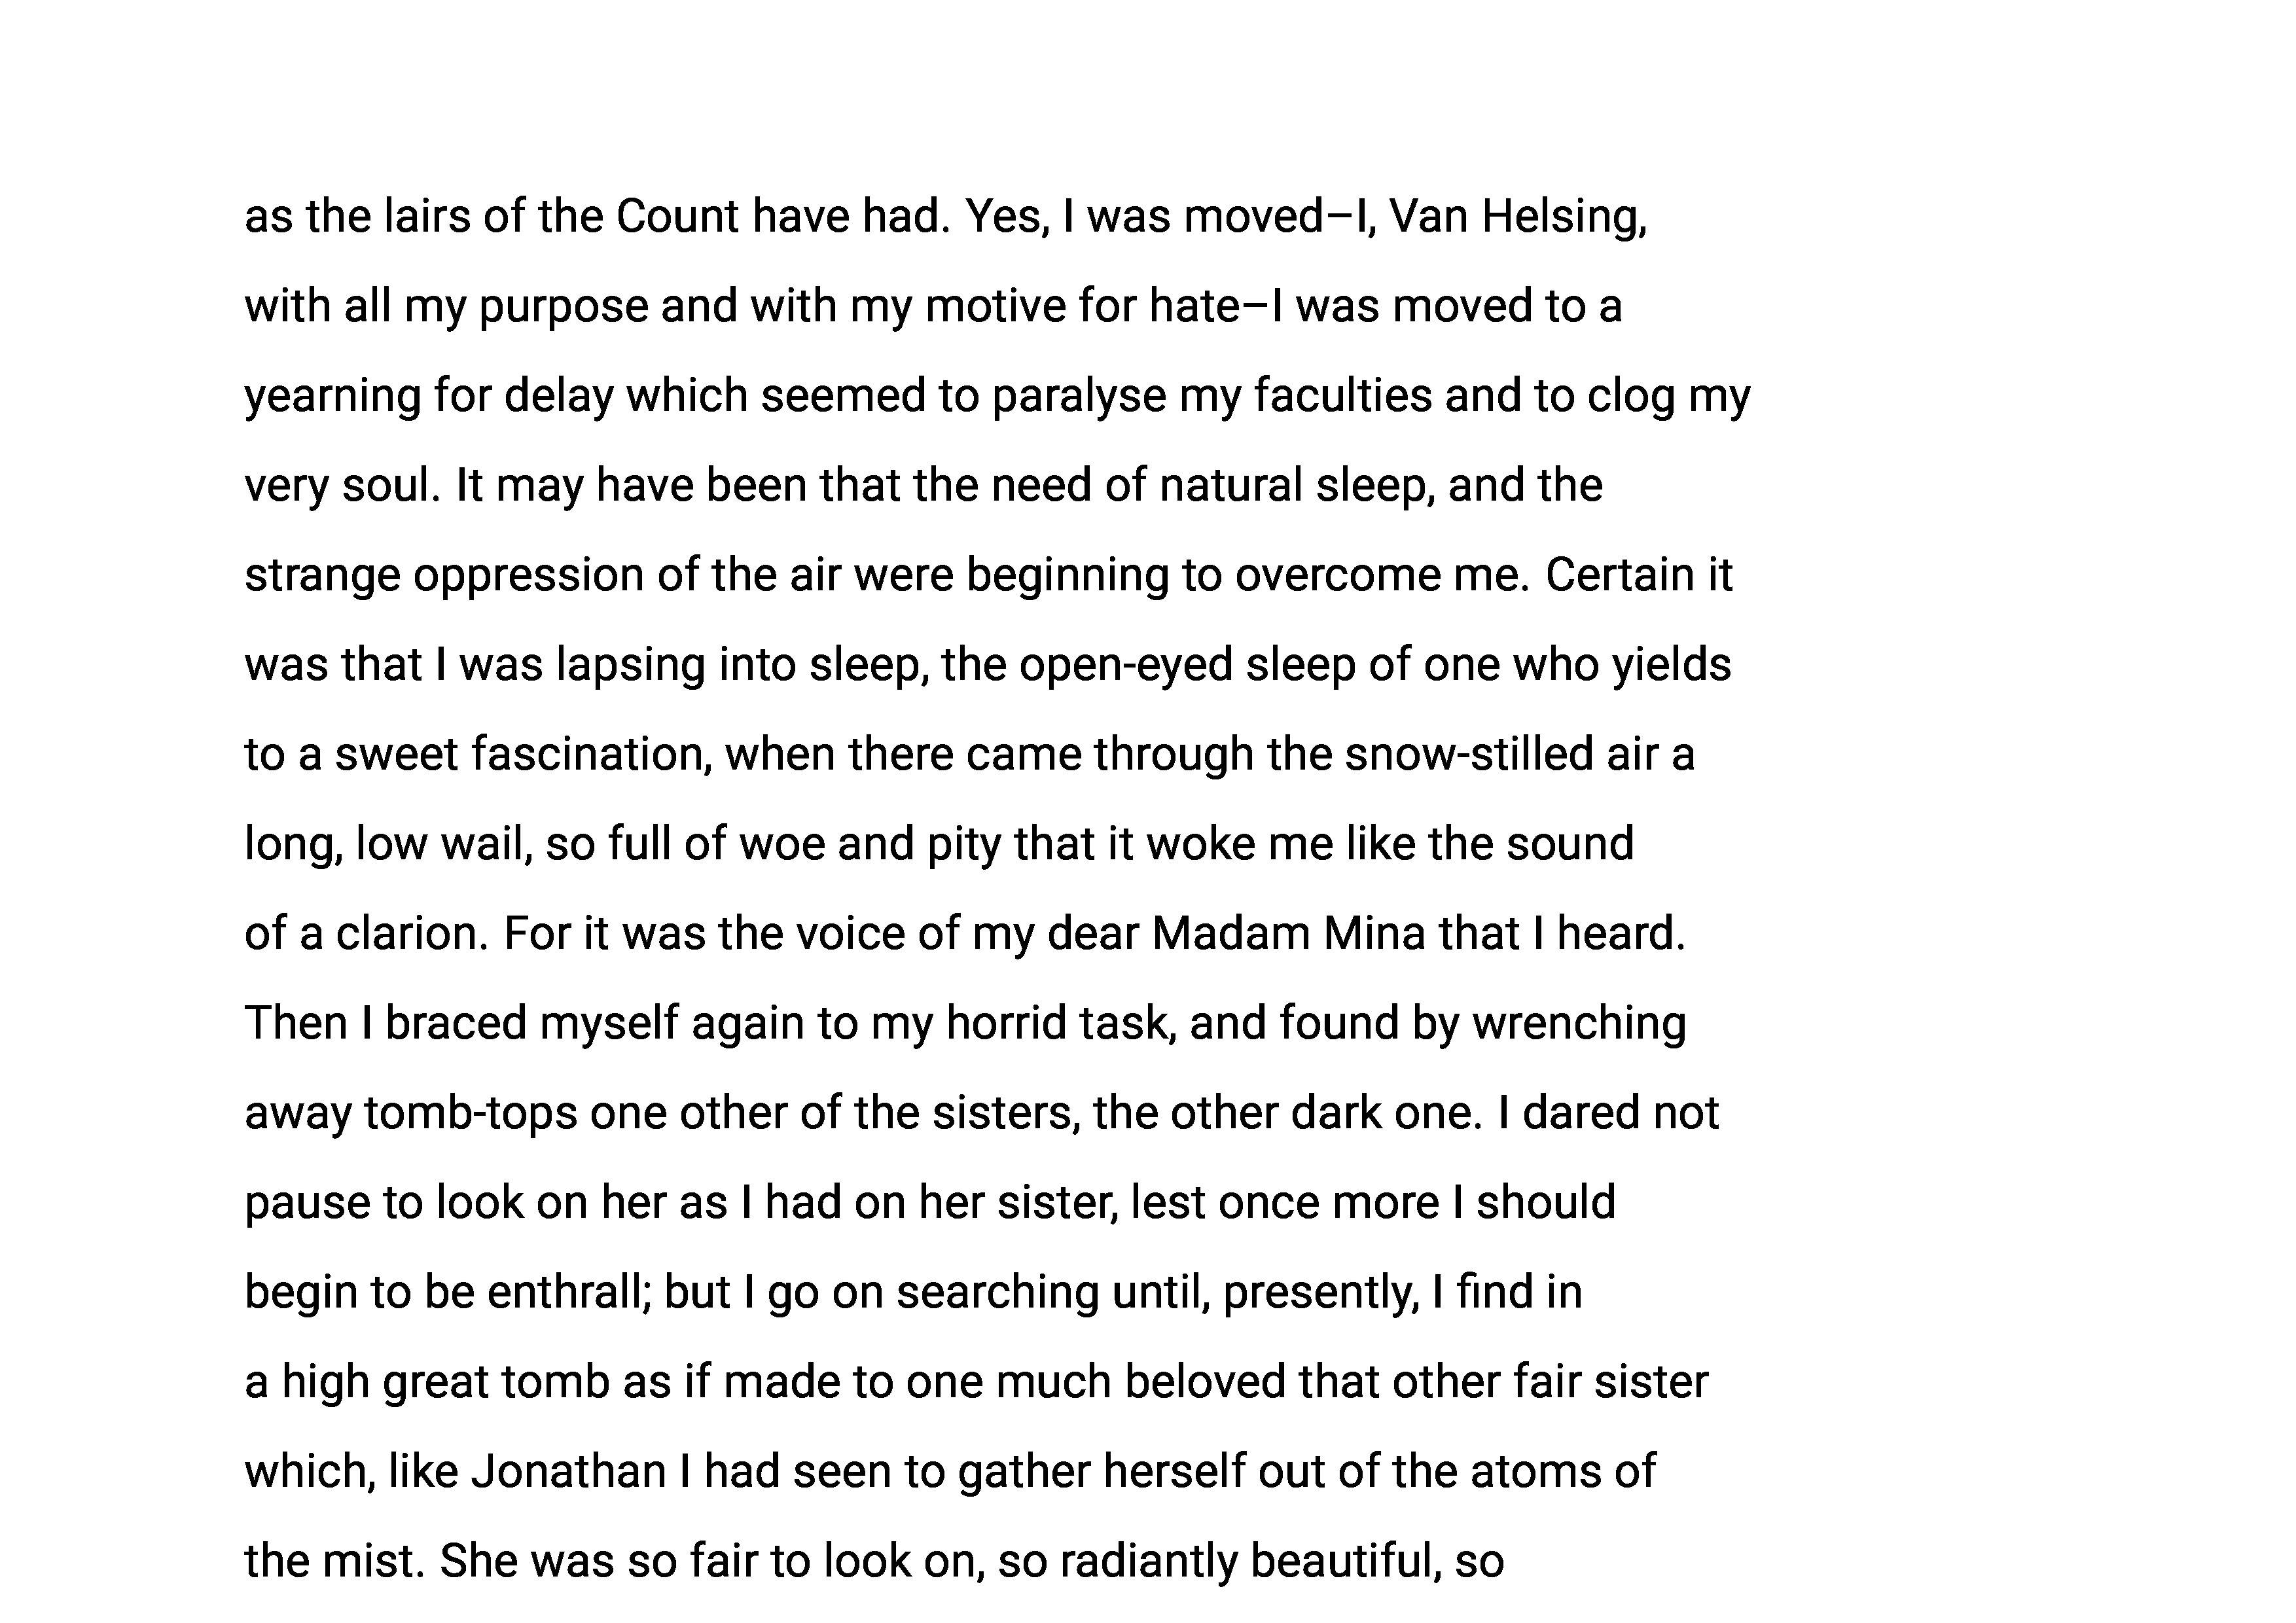 as the lairs of the Count have had. Yes, I was moved–I, Van Helsing,
with all my purpose and with my motive for hate–I was moved to a
yearning for delay which seemed to paralyse my faculties and to clog my
very soul. It may have been that the need of natural sleep, and the
strange oppression of the air were beginning to overcome me. Certain it
was that I was lapsing into sleep, the open-eyed sleep of one who yields
to a sweet fascination, when there came through the snow-stilled air a
long, low wail, so full of woe and pity that it woke me like the sound
of a clarion. For it was the voice of my dear Madam Mina that I heard.
Then I braced myself again to my horrid task, and found by wrenching
away tomb-tops one other of the sisters, the other dark one. I dared not
pause to look on her as I had on her sister, lest once more I should
begin to be enthrall; but I go on searching until, presently, I find in
a high great tomb as if made to one much beloved that other fair sister
which, like Jonathan I had seen to gather herself out of the atoms of
the mist. She was so fair to look on, so radiantly beautiful, so